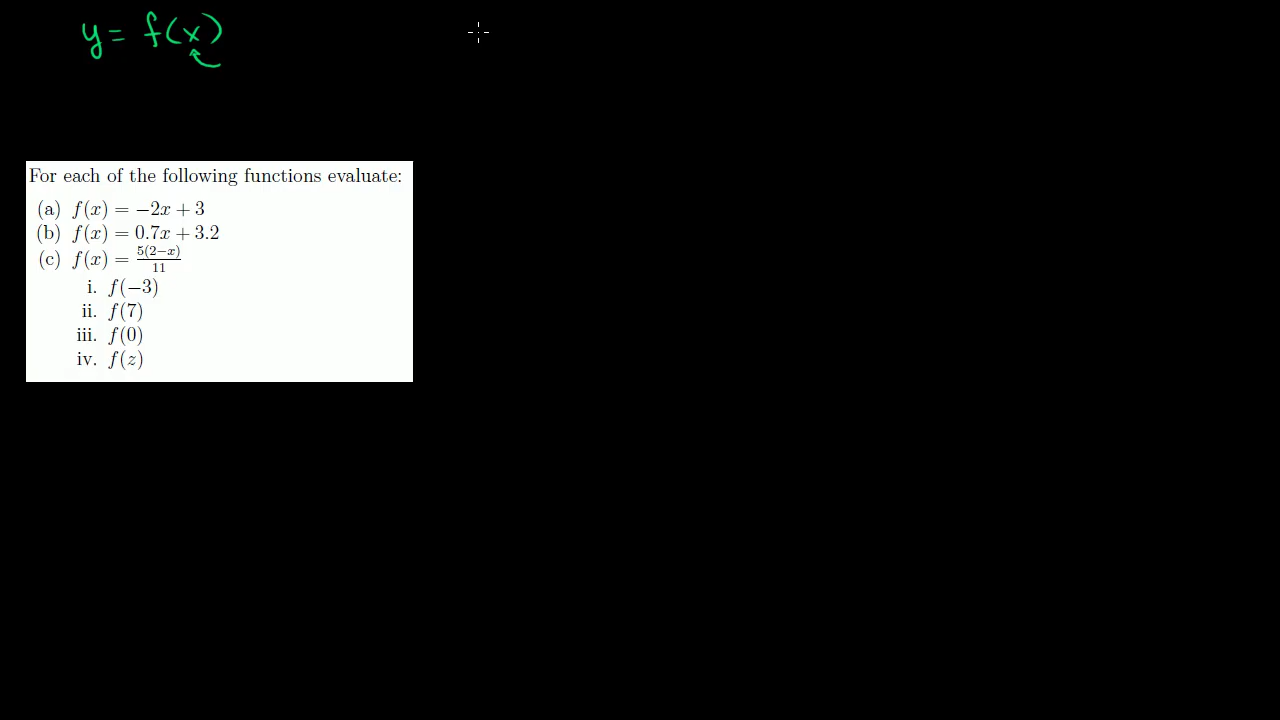 y = f(x)
For each of the following functions evaluate:
(a) f(x) = −2x + 3
(b) f(x) = 0.7x + 3.2
(c) f(x) = 5(2−x)/11
i. f(−3)
ii. f(7)
iii. f(0)
iv. f(z)